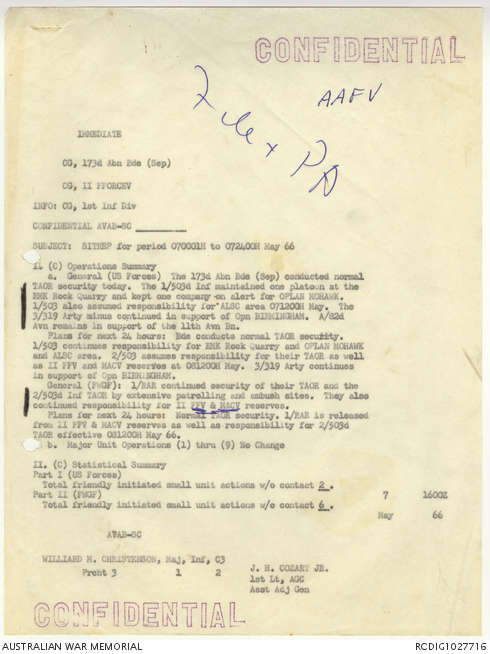 CONFIDENTIAL
AAFV
File
PA
IMMEDIATE
CG, 173d Abn Bde (Sep)
CG, II FFORCEV
INFO: CG, 1st Inf Div
CONFIDENTIAL AVAB-SC
SUBJECT: SITREP for period 070001H to 072400H May 66
I. (C) Operations Summary
a. General (US Forces) The 173d Abn Bde (Sep) conducted normal
TAOR security today. The 1/503d Inf maintained one platoon at the
RMK Rock Quarry and kept one company on alert for OPLAN MOHAWK.
1/503 also assumed responsibility for ALSC area 071200H May. The
3/319 Arty minus continued in support of Opn BIRMINGHAM. A/82d
Avn remains in support of the 11th Avn Bn.
Plans for next 24 hours: Bde conducts normal TAOR security.
1/503 continues responsibility for RMK Rock Quarry and OPLAN MOHAWK
and ALSC area. 2/503 assumes responsibility for their TAOR as well
as II FFV and MACV reserves at 081200H May. 3/319 Arty continues
in support of Opn BIRMINGHAM.
General (FWGF): 1/RAR continued security of their TAOR and the
2/503d Inf TAOR by extensive patrolling and ambush sites. They also
continued responsibility for II FFV & MACV reserves.
Plans for next 24 hours: Normal TAOR security. 1/RAR is released
from II FFV & MACV reserves as well as responsibility for 2/503d
TAOR effective 081200H May 66.
b. Major Unit Operations (1) thru (9) No Change
II. (C) Statistical Summary
Part I (US Forces)
Total friendly initiated small unit actions w/o contact 2.
Part II (FWGF) 7 1600Z
Total friendly initiated small unit actions w/o contact 6.
May 66
AVAB-SC
WILLIARD M. CHRISTENSON, Maj, Inf, C3
Prcht 3 1 2
J. H. COZART JR.
1st Lt, AGC
Asst Adj Gen
CONFIDENTIAL
AUSTRALIAN WAR MEMORIAL
RCDIG1027716